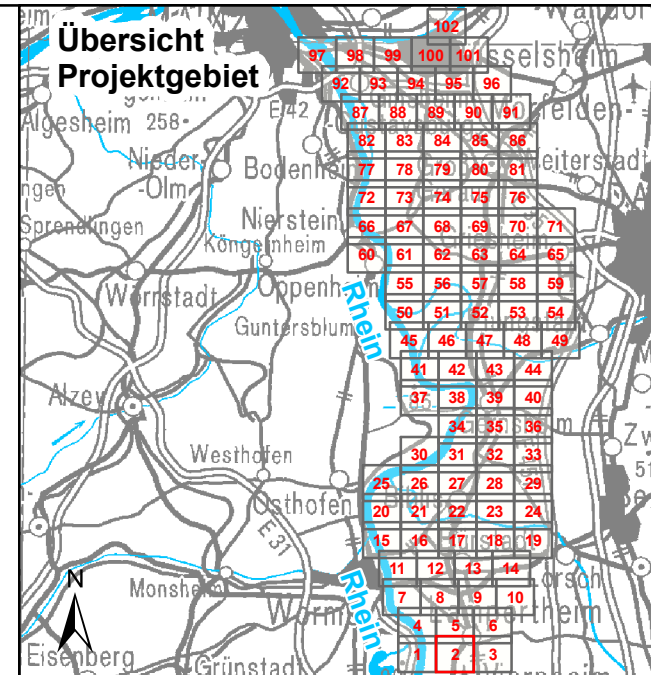 Übersicht
Projektgebiet
102
97 98 99 100 101
sselsheim
92 93 94 95 96
E 42
87 88 89 90 91
Algesheim 258
82 83 84 85 86
Nieder
-Olm
Bodenheim
77 78 79 80 81
eiterstadt
72 73 74 75 76
Sprendlingen
Nierstein
66 67 68 69 70 71
Köngernheim
60 61 62 63 64 65
Wörrstadt
Oppenh
55 56 57 58 59
Rhein
50 51 52 53 54
Guntersblum
45 46 47 48 49
41 42 43 44
Alzey
37 38 39 40
34 35 36
Westhofen
30 31 32 33
25 26 27 28 29
Osthofen
20 21 22 23 24
E 31
15 16 17 18 19
11 12 13 14
orsch
N
Monsheim
Rhein
7 8 9 10
Worms
4 5 6
Eisenberg
Grünstadt
1 2 3